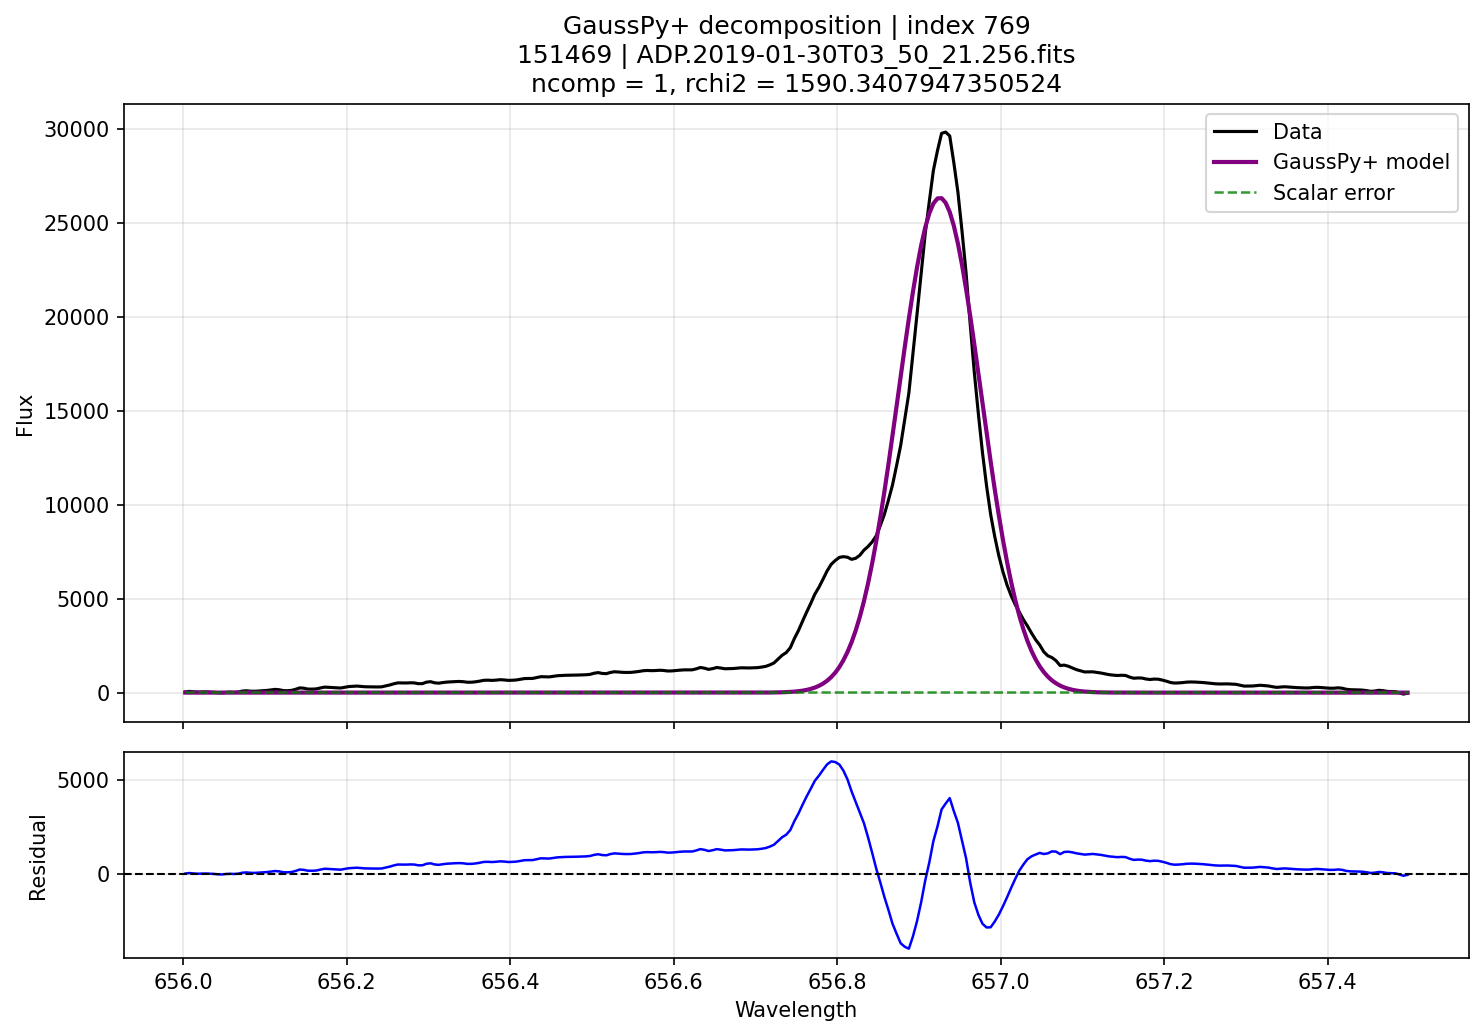 GaussPy+ decomposition | index 769
151469 | ADP.2019-01-30T03_50_21.256.fits
ncomp = 1, rchi2 = 1590.3407947350524
Data
GaussPy+ model
Scalar error
30000
25000
20000
15000
10000
5000
0
Flux
5000
0
Residual
656.0 656.2 656.4 656.6 656.8 657.0 657.2 657.4
Wavelength